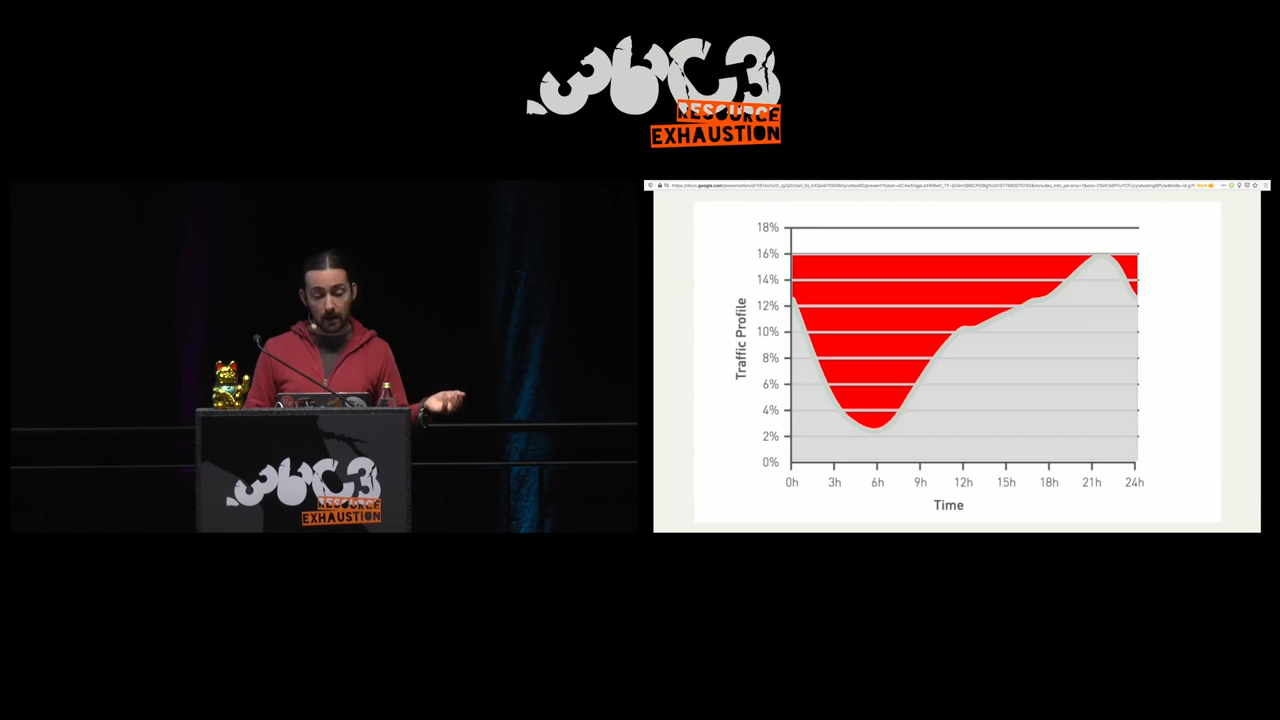 36C3
RESOURCE
EXHAUSTION
36C3
RESOURCE
EXHAUSTION
18%
16%
14%
12%
10%
8%
6%
4%
2%
0%
Traffic Profile
0h 3h 6h 9h 12h 15h 18h 21h 24h
Time